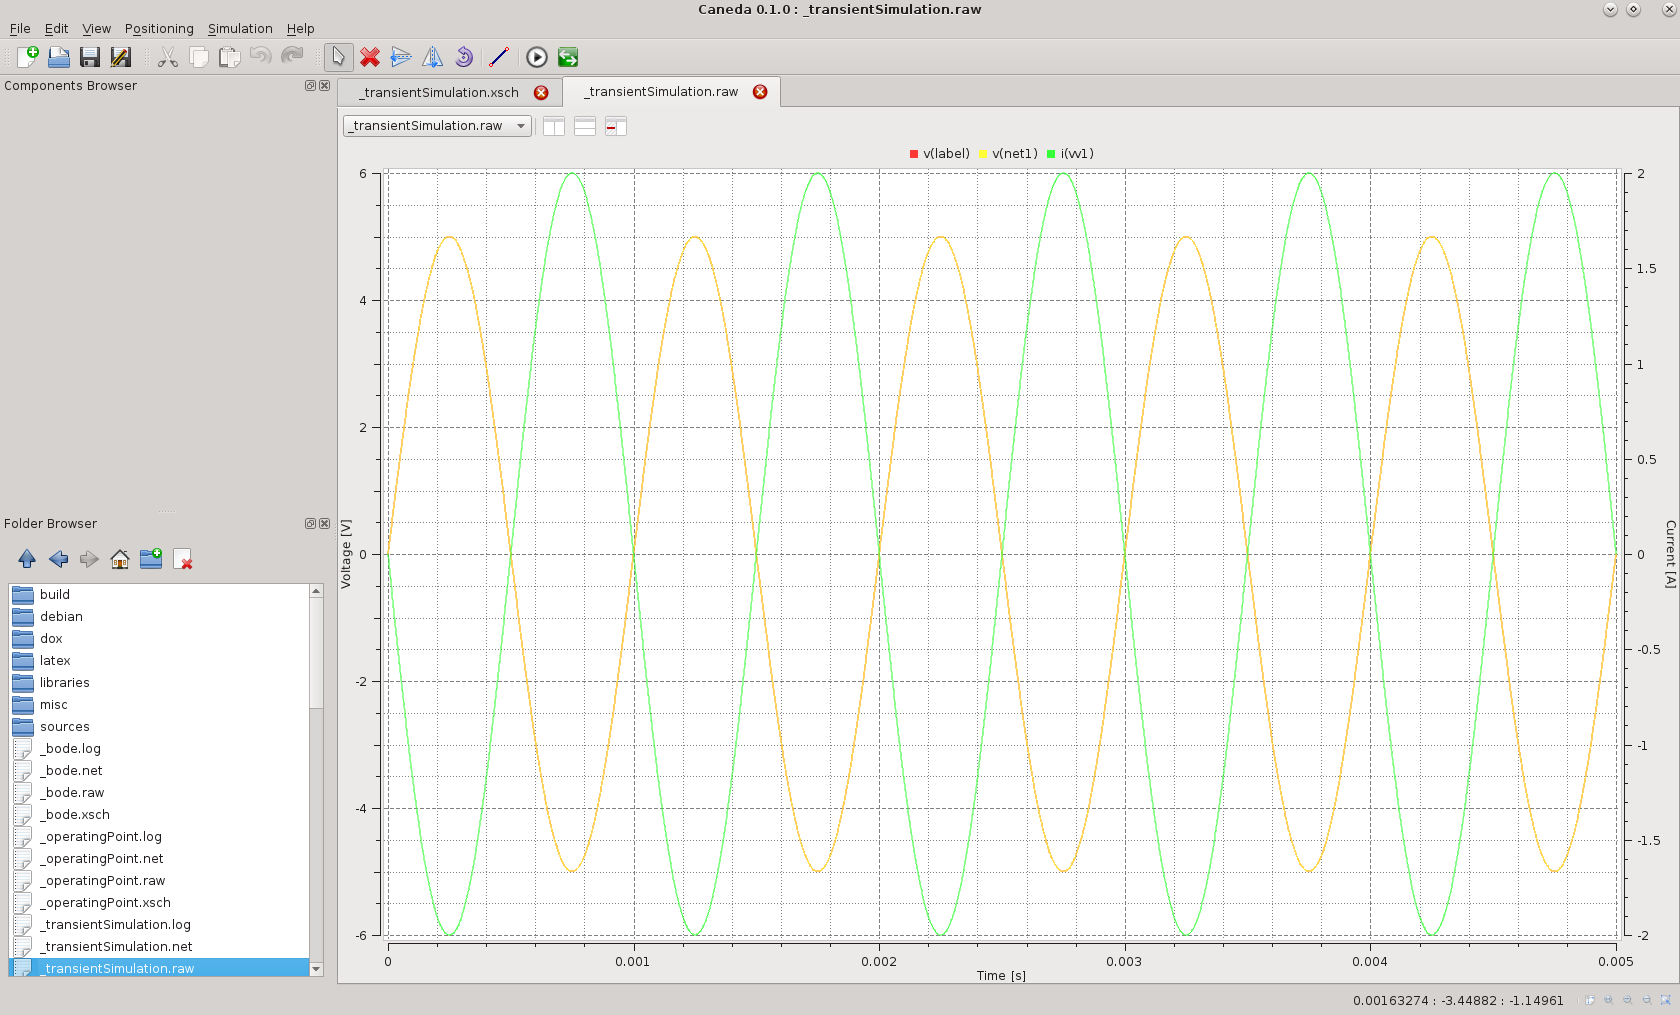 Caneda 0.1.0 : _transientSimulation.raw
File Edit View Positioning Simulation Help
Components Browser
_transientSimulation.xsch
_transientSimulation.raw
_transientSimulation.raw
v(label) v(net1) i(vv1)
6
4
2
0
-2
-4
-6
Voltage [V]
2
1.5
1
0.5
0
-0.5
-1
-1.5
-2
Current [A]
0 0.001 0.002 0.003 0.004 0.005
Time [s]
Folder Browser
build
debian
dox
latex
libraries
misc
sources
_bode.log
_bode.net
_bode.raw
_bode.xsch
_operatingPoint.log
_operatingPoint.net
_operatingPoint.raw
_operatingPoint.xsch
_transientSimulation.log
_transientSimulation.net
_transientSimulation.raw
0.00163274 : -3.44882 : -1.14961